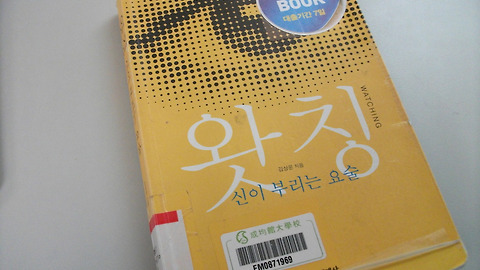 BOOK
대출기간 7일
WATCHING
왓칭
김상운 지음
신이 부리는 요술
成均館大學校
EM0871969